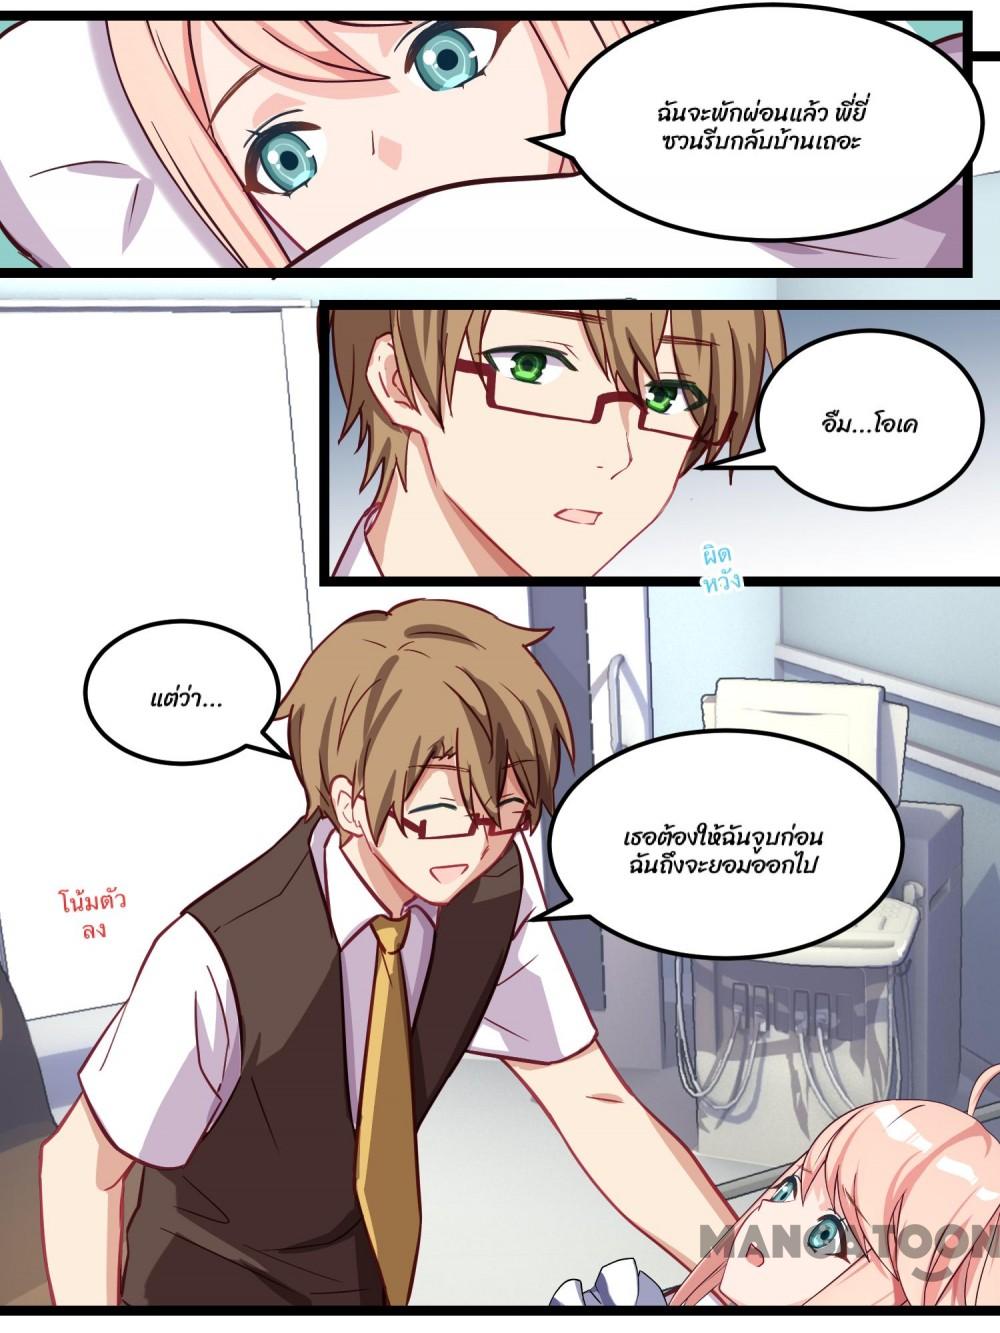 ฉันจะพักผ่อนแล้ว พี่ยี่
ซวนรีบกลับบ้านเถอะ
อืม...โอเค
ผิด
หวัง
แต่ว่า...
เธอต้องให้ฉันจูบก่อน
ฉันถึงจะยอมออกไป
โน้มตัว
ลง
MANGATOON